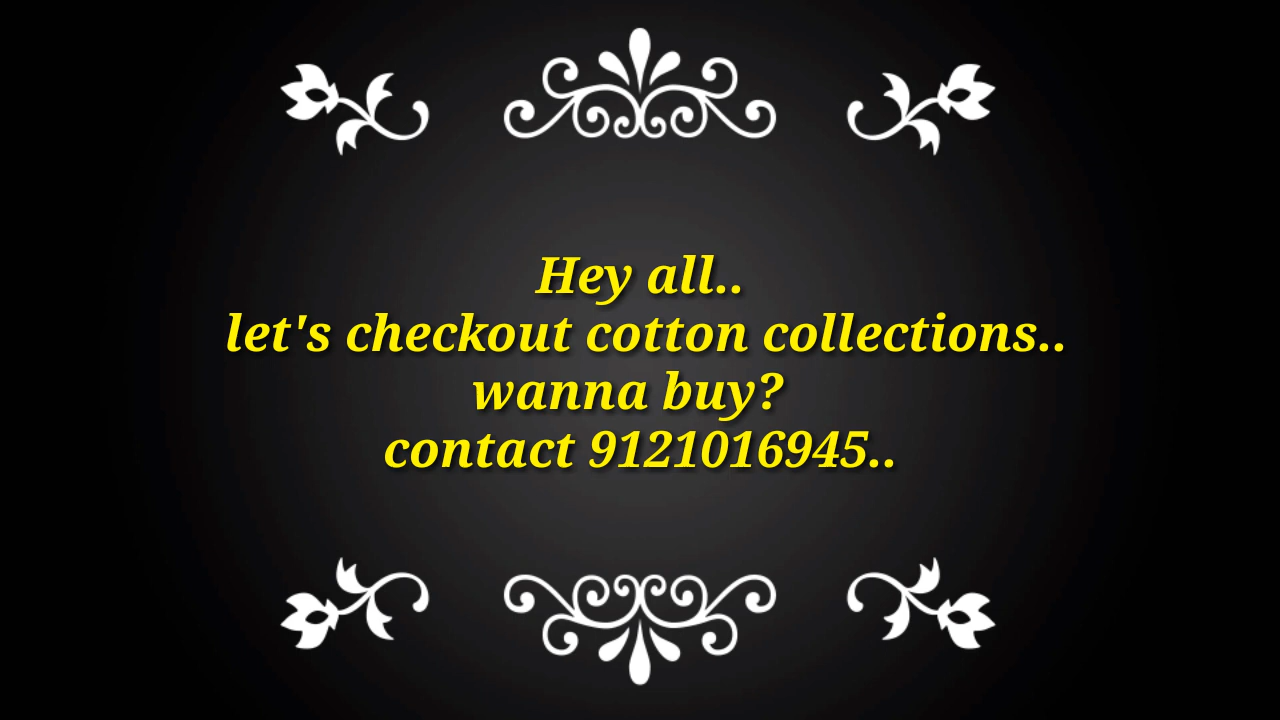 Hey all..
let's checkout cotton collections..
wanna buy?
contact 9121016945..